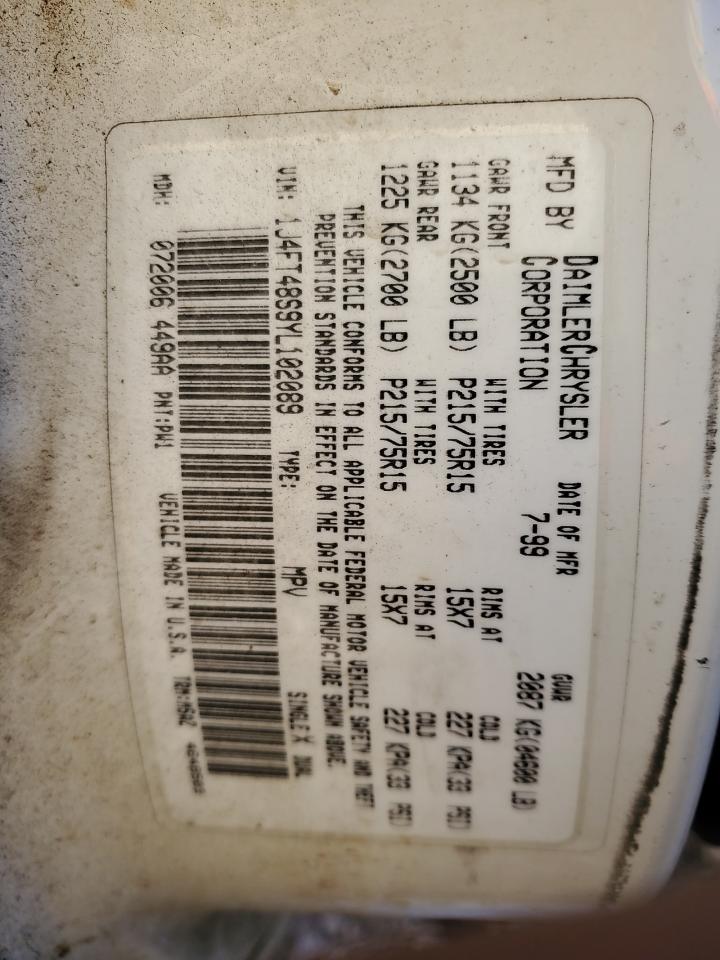 MFD BY DAIMLERCHRYSLER CORPORATION DATE OF MFR 7-99 GVWR 2087 KG(04600 LB)
GAWR FRONT WITH TIRES RIMS AT COLD
1134 KG(2500 LB) P215/75R15 15X7 227 KPA(33 PSI)
GAWR REAR WITH TIRES RIMS AT COLD
1225 KG(2700 LB) P215/75R15 15X7 227 KPA(33 PSI)
THIS VEHICLE CONFORMS TO ALL APPLICABLE FEDERAL MOTOR VEHICLE SAFETY AND THEFT
PREVENTION STANDARDS IN EFFECT ON THE DATE OF MANUFACTURE SHOWN ABOVE.
VIN: 1J4FT48S9YL102089 TYPE: MPV SINGLE X DUAL
MDH: 072006 449AA PNT:PW1 VEHICLE MADE IN U.S.A.